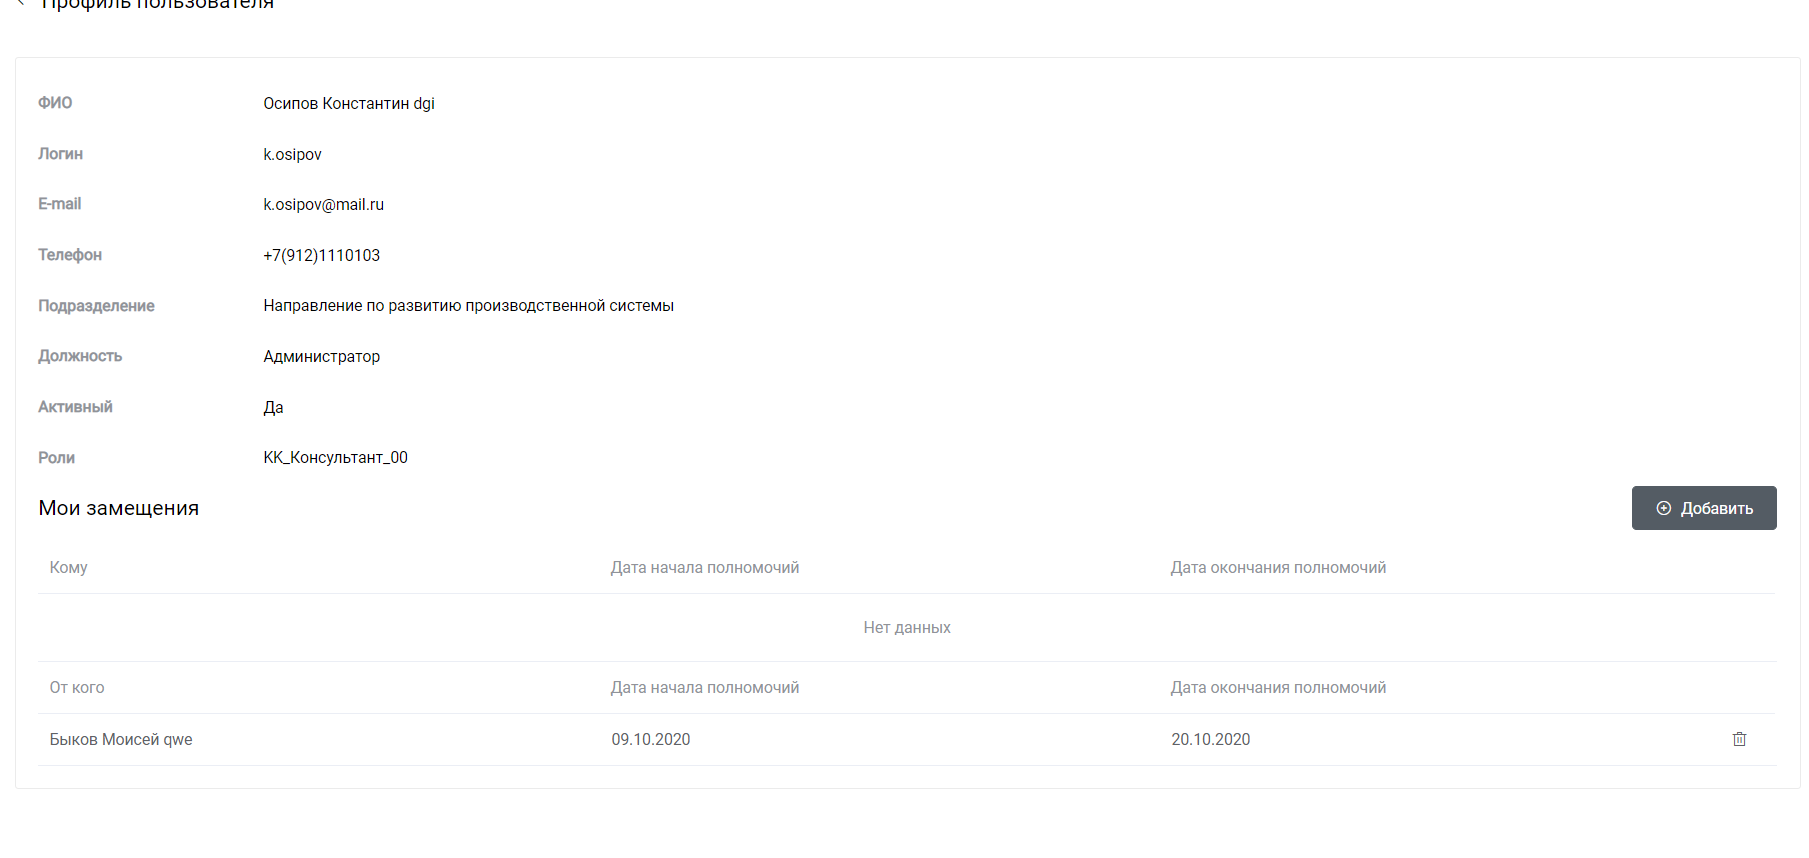 Профиль пользователя
ФИО Осипов Константин dgi
Логин k.osipov
E-mail k.osipov@mail.ru
Телефон +7(912)1110103
Подразделение Направление по развитию производственной системы
Должность Администратор
Активный Да
Роли KK_Консультант_00
Мои замещения Добавить
Кому Дата начала полномочий Дата окончания полномочий
Нет данных
От кого Дата начала полномочий Дата окончания полномочий
Быков Моисей qwe 09.10.2020 20.10.2020